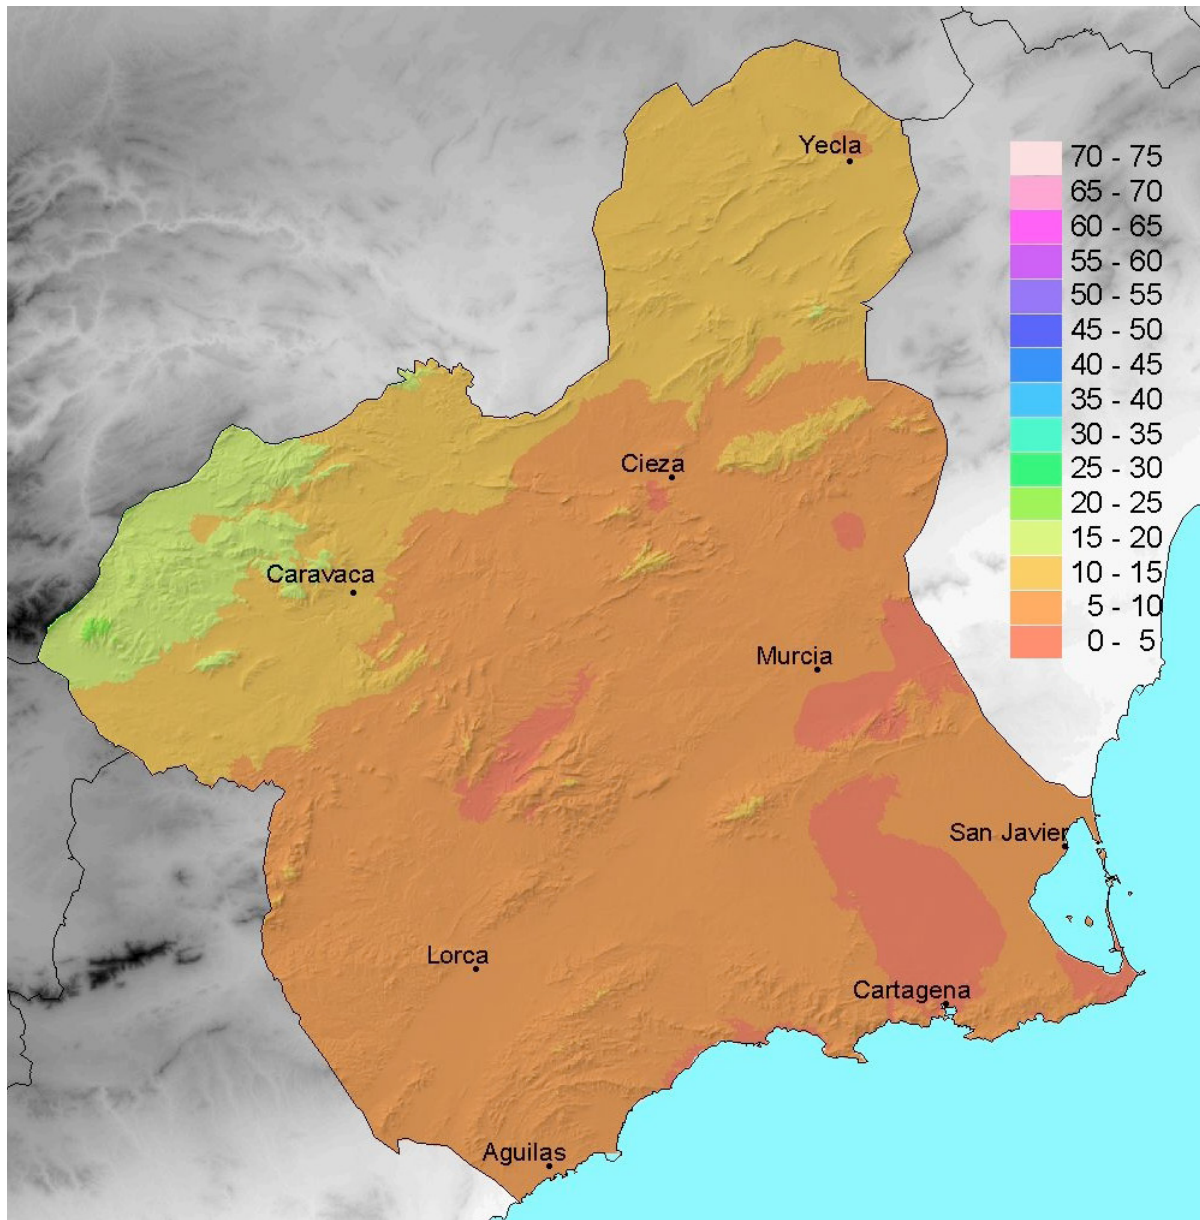 Yecla
70 - 75
65 - 70
60 - 65
55 - 60
50 - 55
45 - 50
40 - 45
35 - 40
30 - 35
25 - 30
20 - 25
15 - 20
10 - 15
5 - 10
0 - 5
Cieza
Caravaca
Murcia
San Javier
Lorca
Cartagena
Aguilas